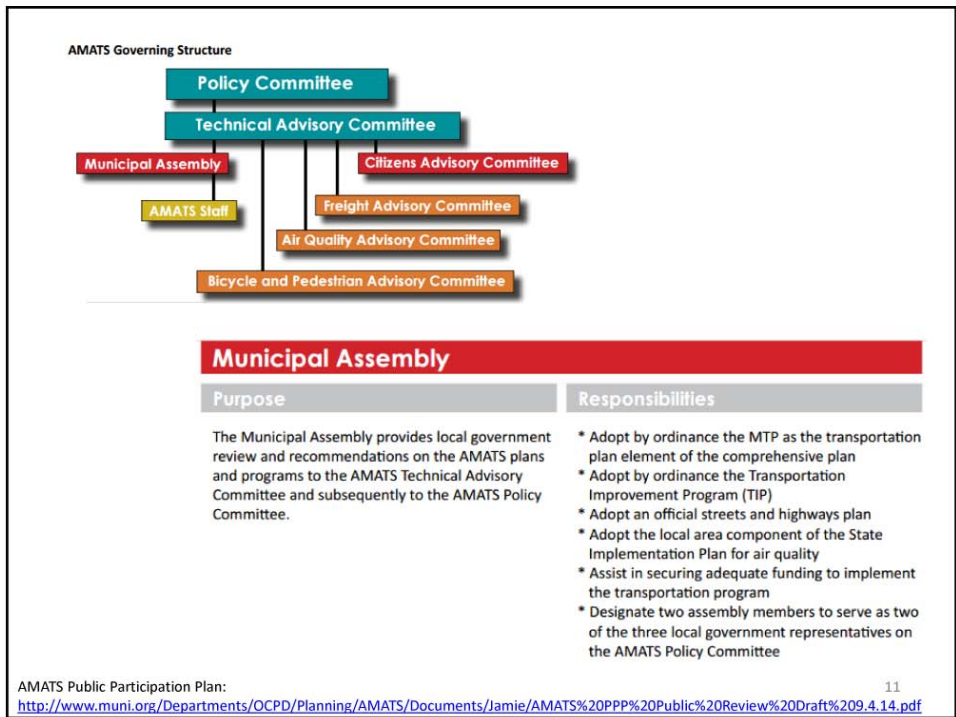 AMATS Governing Structure
Policy Committee
Technical Advisory Committee
Municipal Assembly
Citizens Advisory Committee
AMATS Staff
Freight Advisory Committee
Air Quality Advisory Committee
Bicycle and Pedestrian Advisory Committee
Municipal Assembly
Purpose
The Municipal Assembly provides local government
review and recommendations on the AMATS plans
and programs to the AMATS Technical Advisory
Committee and subsequently to the AMATS Policy
Committee.
Responsibilities
* Adopt by ordinance the MTP as the transportation
plan element of the comprehensive plan
* Adopt by ordinance the Transportation
Improvement Program (TIP)
* Adopt an official streets and highways plan
* Adopt the local area component of the State
Implementation Plan for air quality
* Assist in securing adequate funding to implement
the transportation program
* Designate two assembly members to serve as two
of the three local government representatives on
the AMATS Policy Committee
AMATS Public Participation Plan:
11
http://www.muni.org/Departments/OCPD/Planning/AMATS/Documents/Jamie/AMATS%20PPP%20Public%20Review%20Draft%209.4.14.pdf